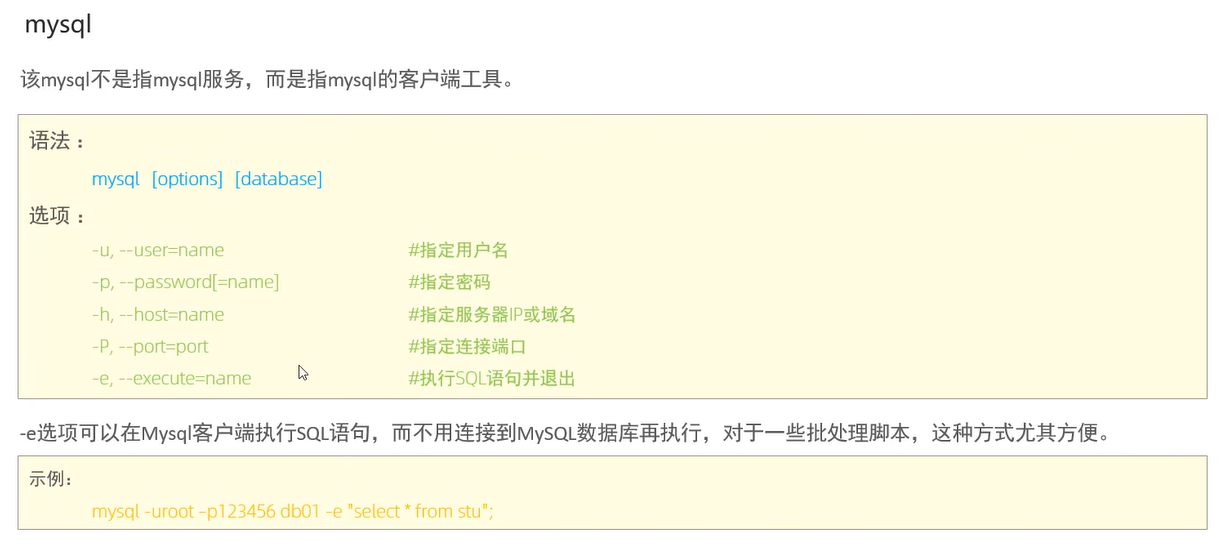 mysql
该mysql不是指mysql服务，而是指mysql的客户端工具。
语法：
mysql [options] [database]
选项：
-u, --user=name #指定用户名
-p, --password[=name] #指定密码
-h, --host=name #指定服务器IP或域名
-P, --port=port #指定连接端口
-e, --execute=name #执行SQL语句并退出
-e选项可以在Mysql客户端执行SQL语句，而不用连接到MySQL数据库再执行，对于一些批处理脚本，这种方式尤其方便。
示例：
mysql -uroot –p123456 db01 -e "select * from stu";